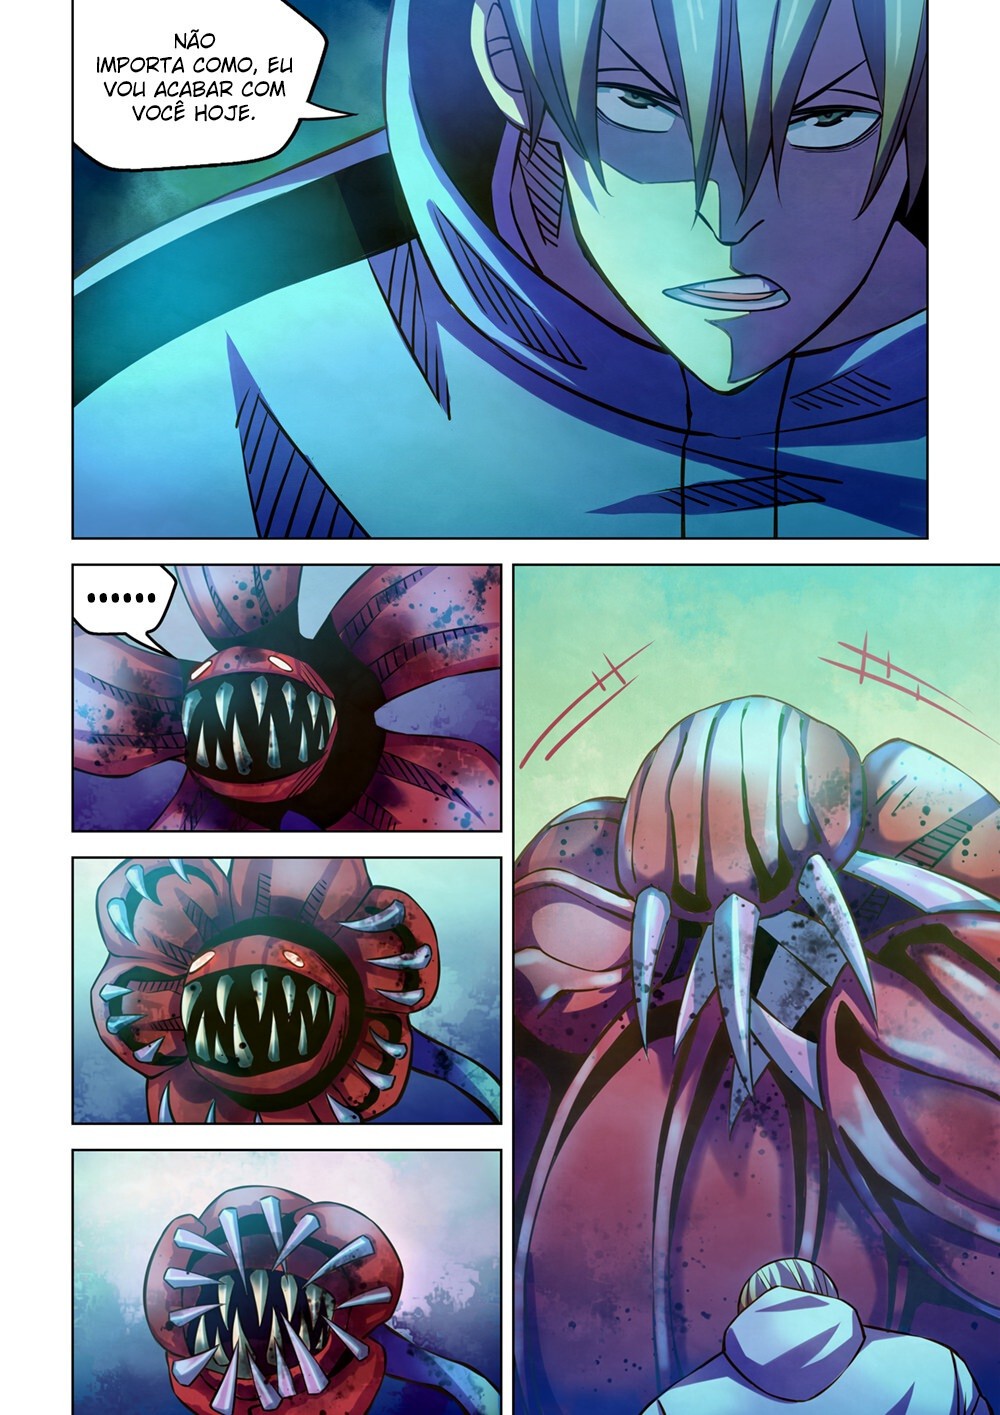 NÃO
IMPORTA COMO, EU
VOU ACABAR COM
VOCÊ HOJE.
......